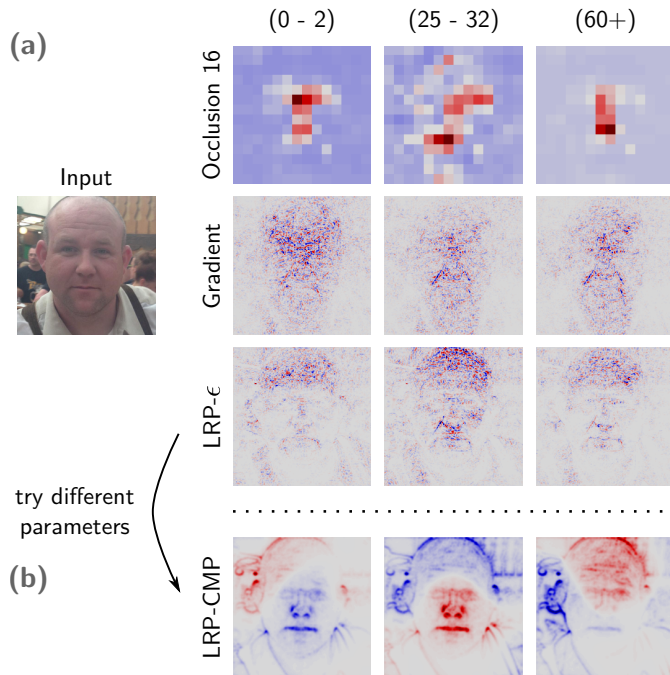 (0 - 2) (25 - 32) (60+)
(a)
Occlusion 16
Input
Gradient
LRP-ϵ
try different
parameters
(b)
LRP-CMP